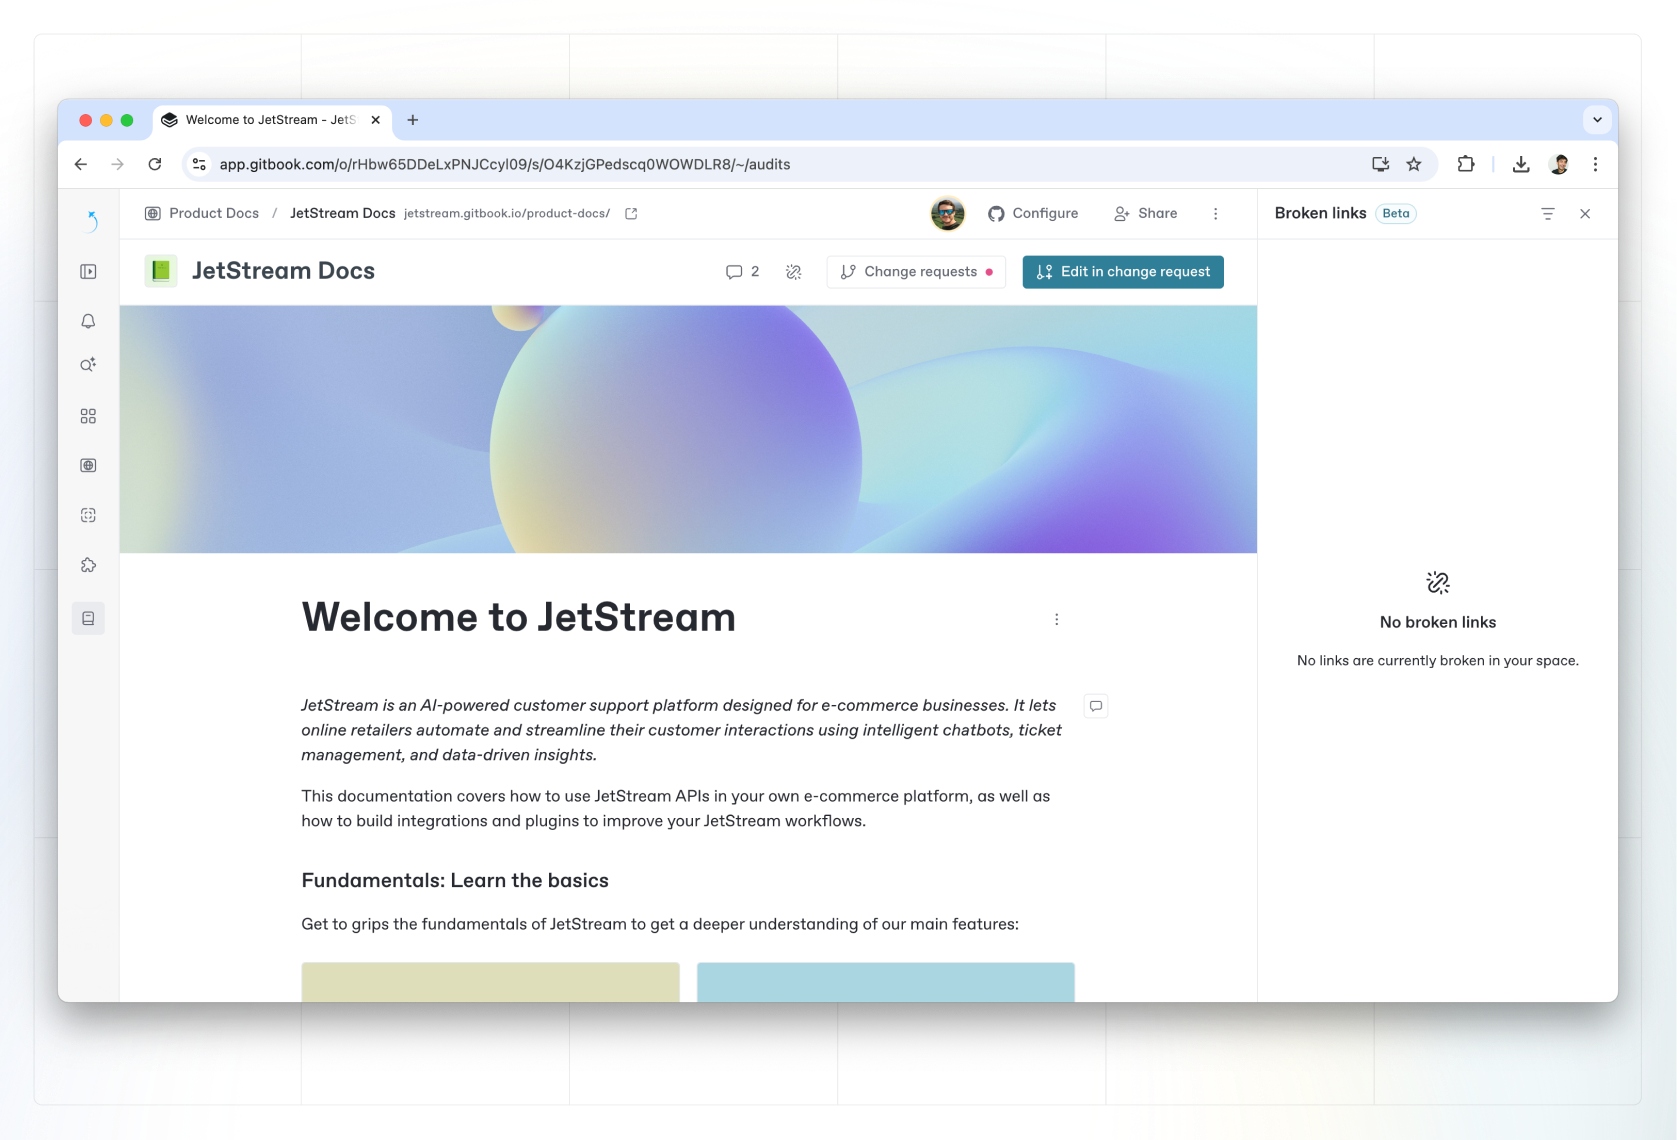 Welcome to JetStream - JetS
app.gitbook.com/o/rHbw65DDeLxPNJCcyI09/s/O4KzjGPedscq0WOWDLR8/~/audits
Product Docs / JetStream Docs jetstream.gitbook.io/product-docs/
Configure
Share
Broken links Beta
JetStream Docs
2
Change requests
Edit in change request
Welcome to JetStream
JetStream is an AI-powered customer support platform designed for e-commerce businesses. It lets
online retailers automate and streamline their customer interactions using intelligent chatbots, ticket
management, and data-driven insights.
This documentation covers how to use JetStream APIs in your own e-commerce platform, as well as
how to build integrations and plugins to improve your JetStream workflows.
Fundamentals: Learn the basics
Get to grips the fundamentals of JetStream to get a deeper understanding of our main features:
No broken links
No links are currently broken in your space.